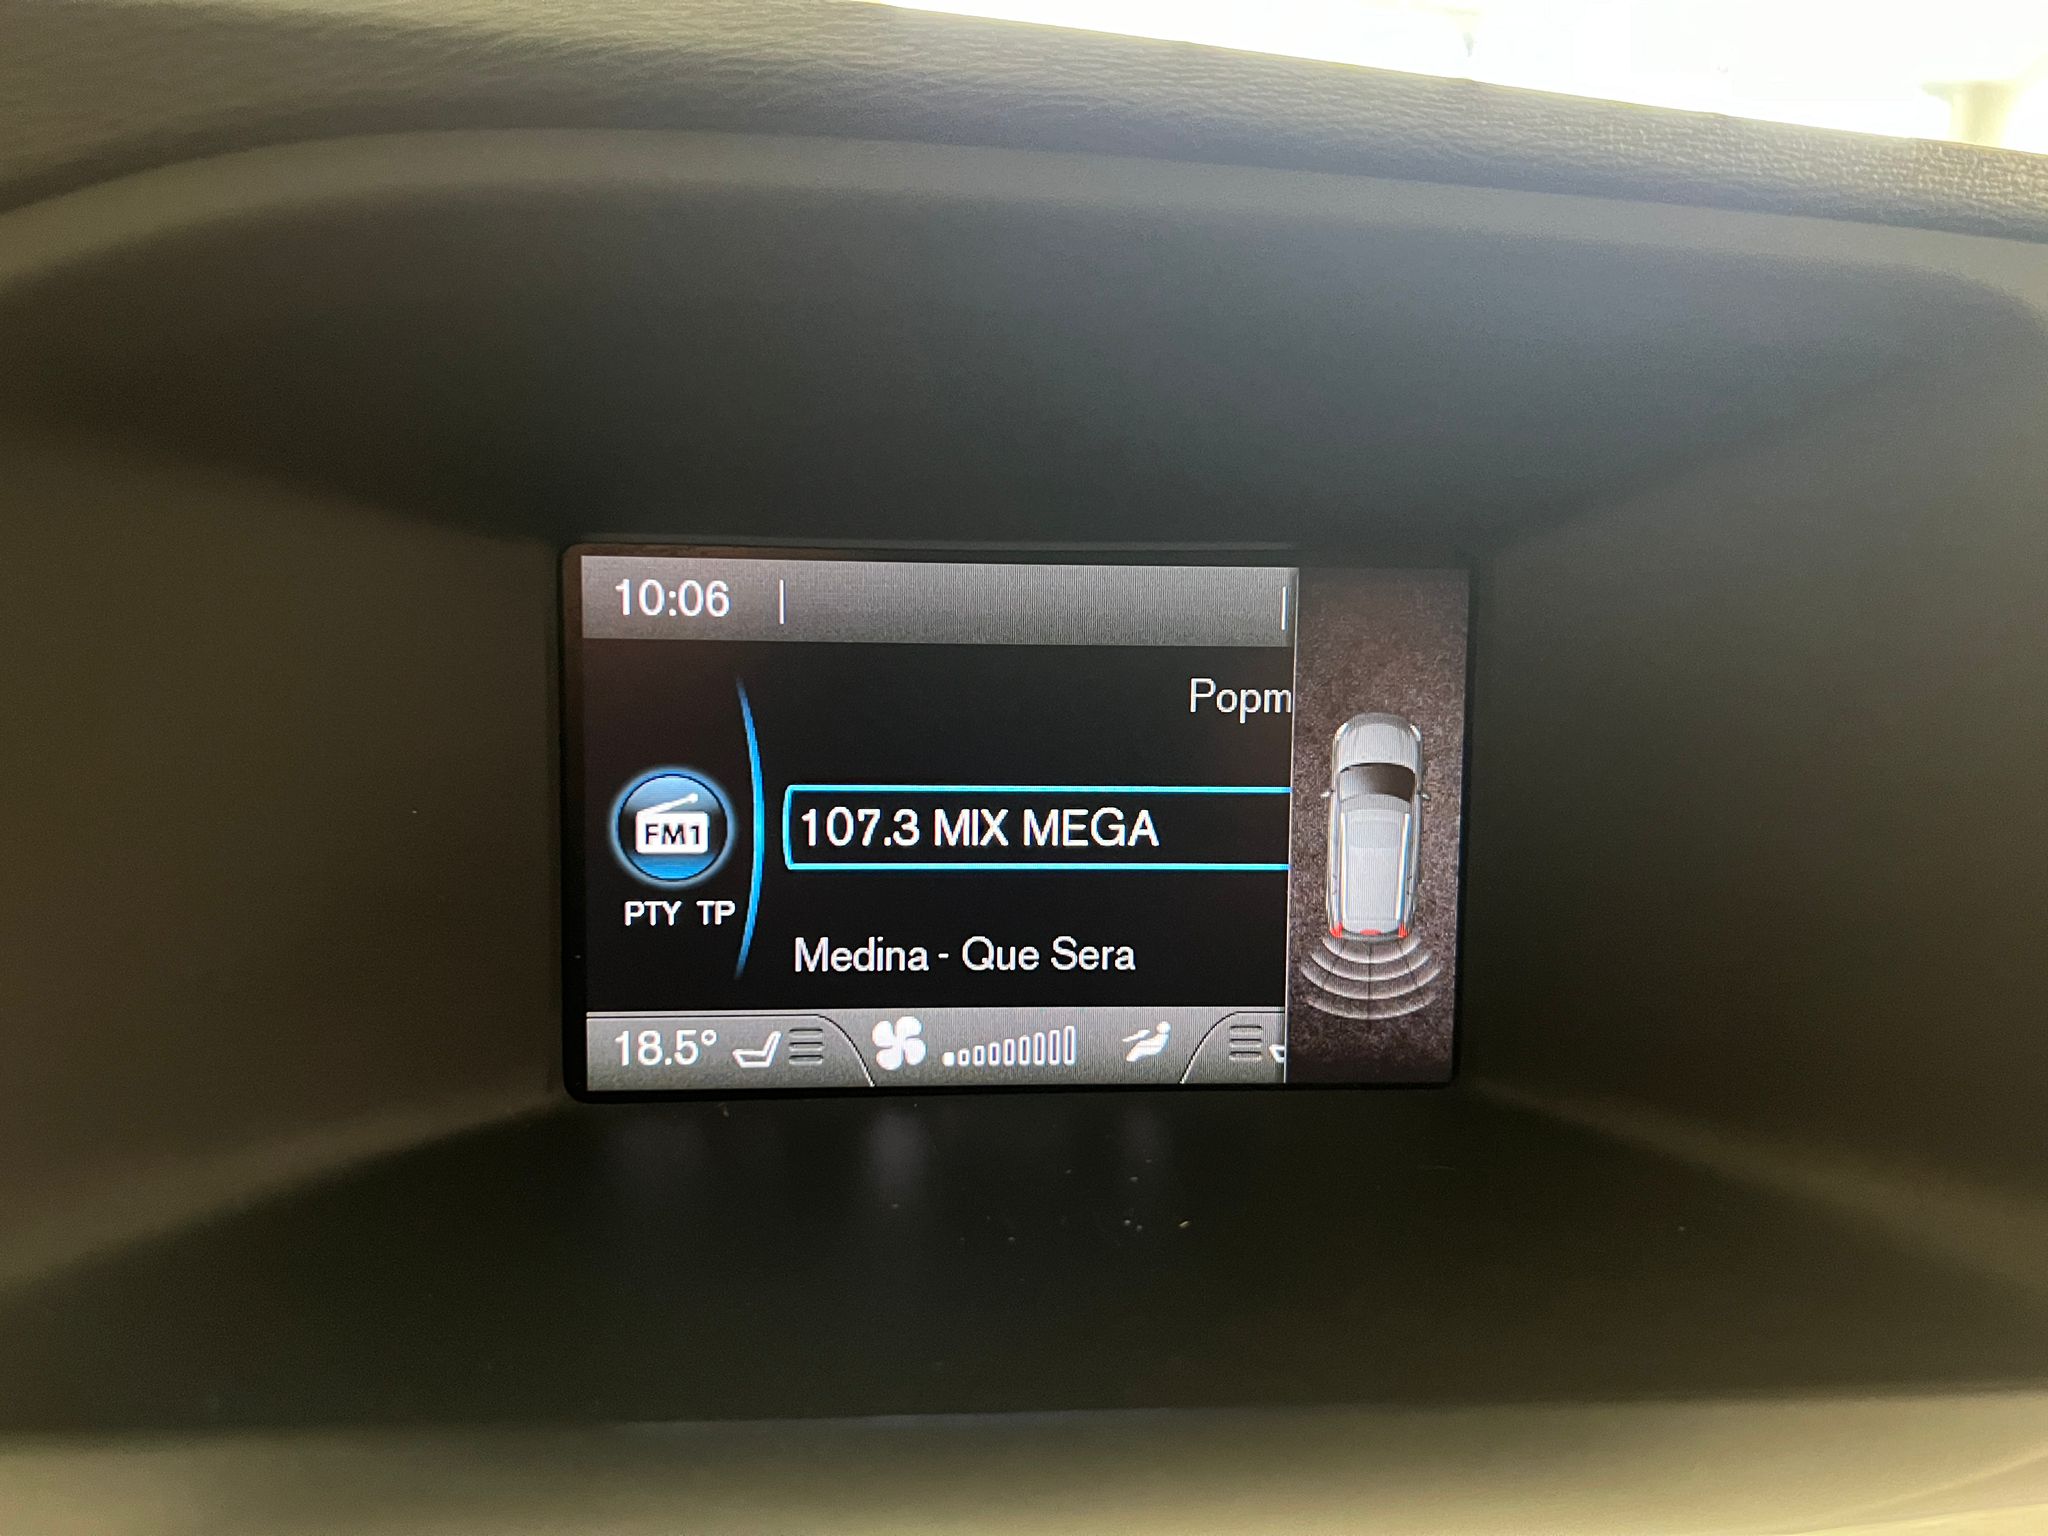 10:06
Popm
107.3 MIX MEGA
FM1
PTY TP
Medina - Que Sera
18.5°